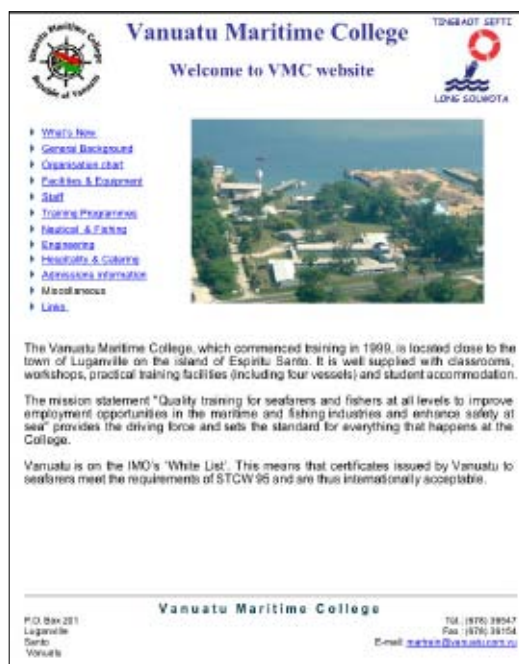 Vanuatu Maritime College
Republic of Vanuatu
Vanuatu Maritime College
Welcome to VMC website
TINGBAOT SEFTI
LONG SOLWOTA
What's New
General Background
Organisation chart
Facilities & Equipment
Staff
Training Programmes
Nautical & Fishing
Engineering
Hospitality & Catering
Admissions information
Miscellaneous
Links
The Vanuatu Maritime College, which commenced training in 1999, is located close to the
town of Luganville on the island of Espiritu Santo. It is well supplied with classrooms,
workshops, practical training facilities (including four vessels) and student accommodation.
The mission statement "Quality training for seafarers and fishers at all levels to improve
employment opportunities in the maritime and fishing industries and enhance safety at
sea" provides the driving force and sets the standard for everything that happens at the
College.
Vanuatu is on the IMO's 'White List'. This means that certificates issued by Vanuatu to
seafarers meet the requirements of STCW 95 and are thus internationally acceptable.
Vanuatu Maritime College
P.O. Box 201
Luganville
Santo
Vanuatu
Tel.: (678) 36547
Fax : (678) 36154
E-mail: